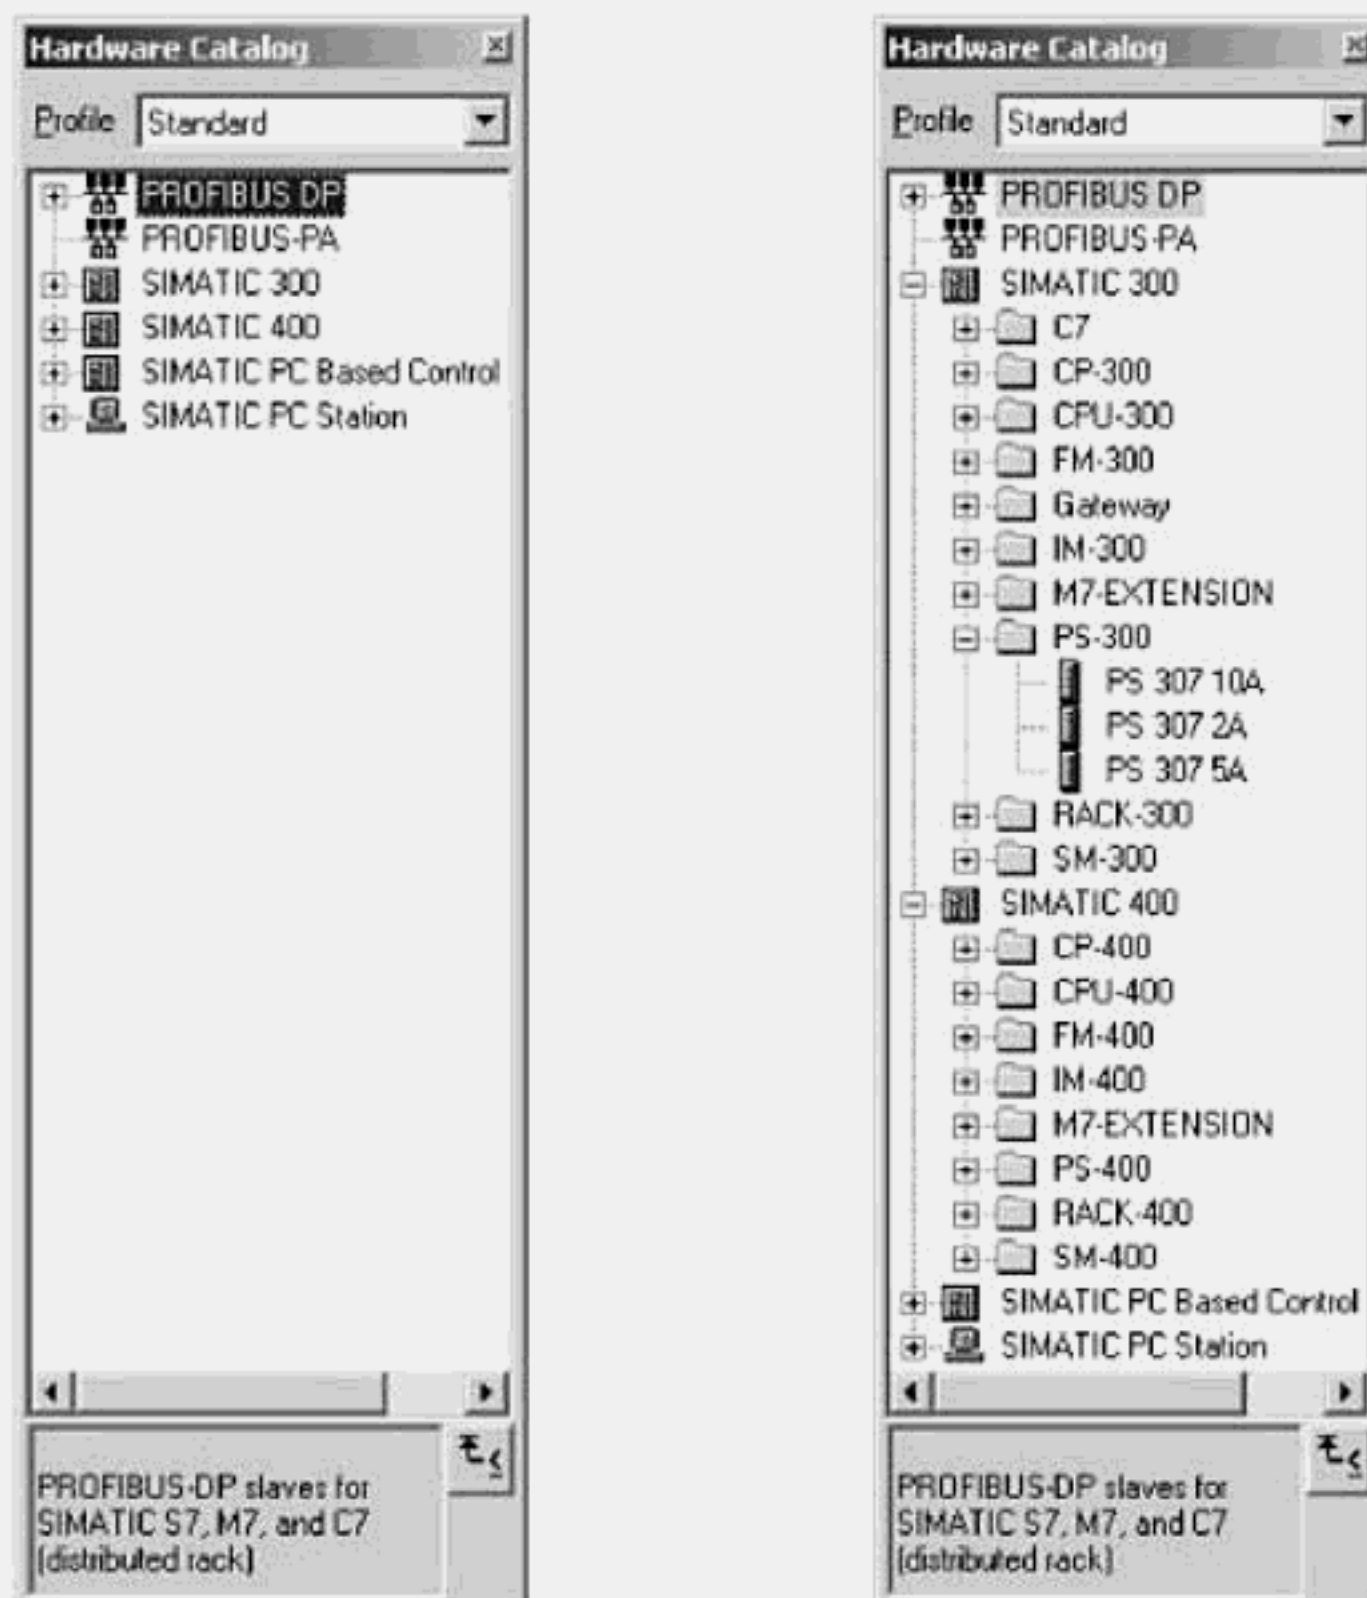 Hardware Catalog
Profile Standard
PROFIBUS DP
PROFIBUS-PA
SIMATIC 300
SIMATIC 400
SIMATIC PC Based Control
SIMATIC PC Station
PROFIBUS-DP slaves for
SIMATIC S7, M7, and C7
(distributed rack)
Hardware Catalog
Profile Standard
PROFIBUS DP
PROFIBUS-PA
SIMATIC 300
C7
CP-300
CPU-300
FM-300
Gateway
IM-300
M7-EXTENSION
PS-300
PS 307 10A
PS 307 2A
PS 307 5A
RACK-300
SM-300
SIMATIC 400
CP-400
CPU-400
FM-400
IM-400
M7-EXTENSION
PS-400
RACK-400
SM-400
SIMATIC PC Based Control
SIMATIC PC Station
PROFIBUS-DP slaves for
SIMATIC S7, M7, and C7
(distributed rack)